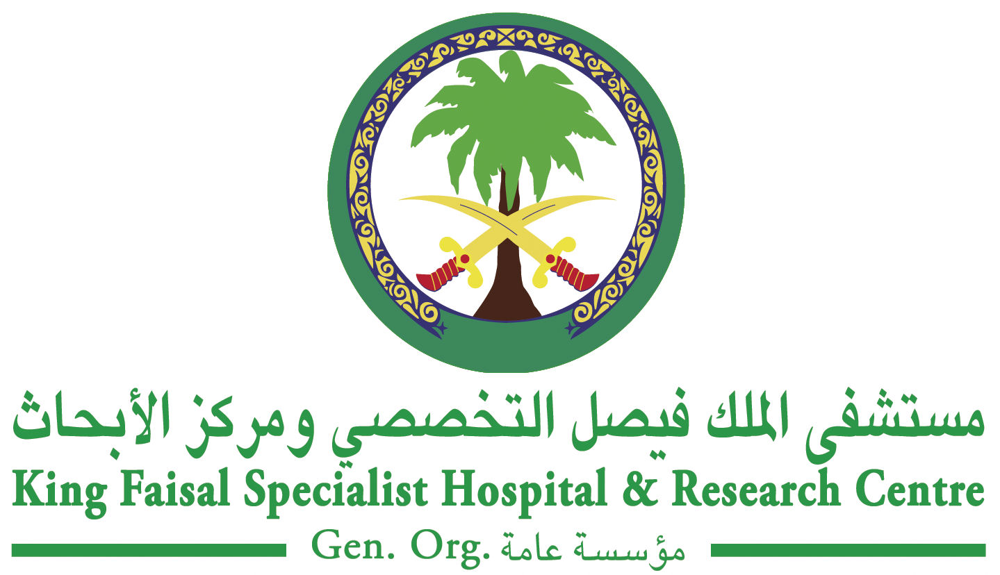 مستشفى الملك فيصل التخصصي ومركز الأبحاث
King Faisal Specialist Hospital & Research Centre
Gen. Org. مؤسسة عامة